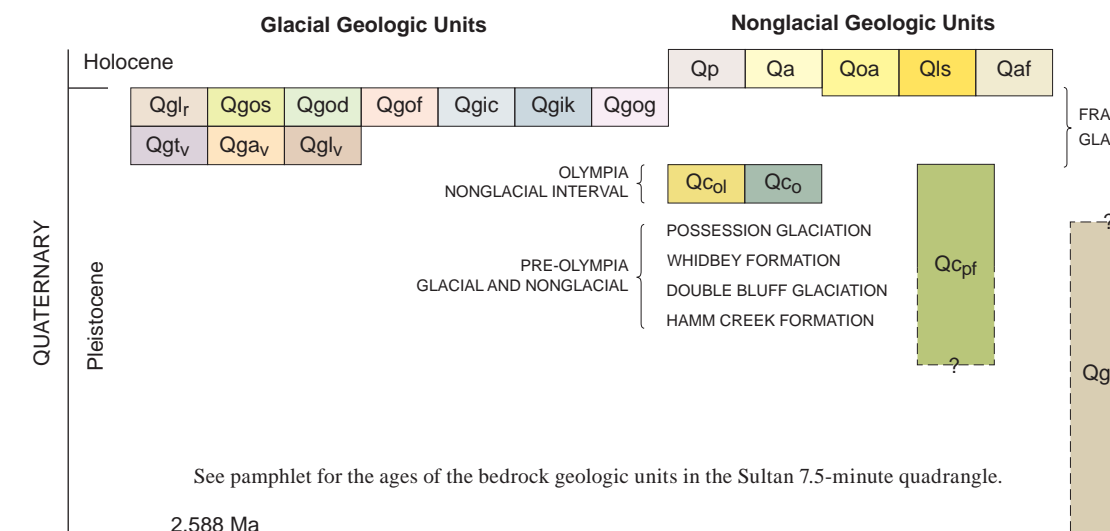 Glacial Geologic Units
Nonglacial Geologic Units
Holocene
Qp Qa Qoa Qls Qaf
Qglr Qgos Qgod Qgof Qgic Qgik Qgog
FRA
GLA
Qgtv Qgav Qglv
OLYMPIA
NONGLACIAL INTERVAL
Qcol Qco
QUATERNARY
Pleistocene
PRE-OLYMPIA
GLACIAL AND NONGLACIAL
POSSESSION GLACIATION
WHIDBEY FORMATION
DOUBLE BLUFF GLACIATION
HAMM CREEK FORMATION
Qcpf
?
?
Qg
See pamphlet for the ages of the bedrock geologic units in the Sultan 7.5-minute quadrangle.
2.588 Ma